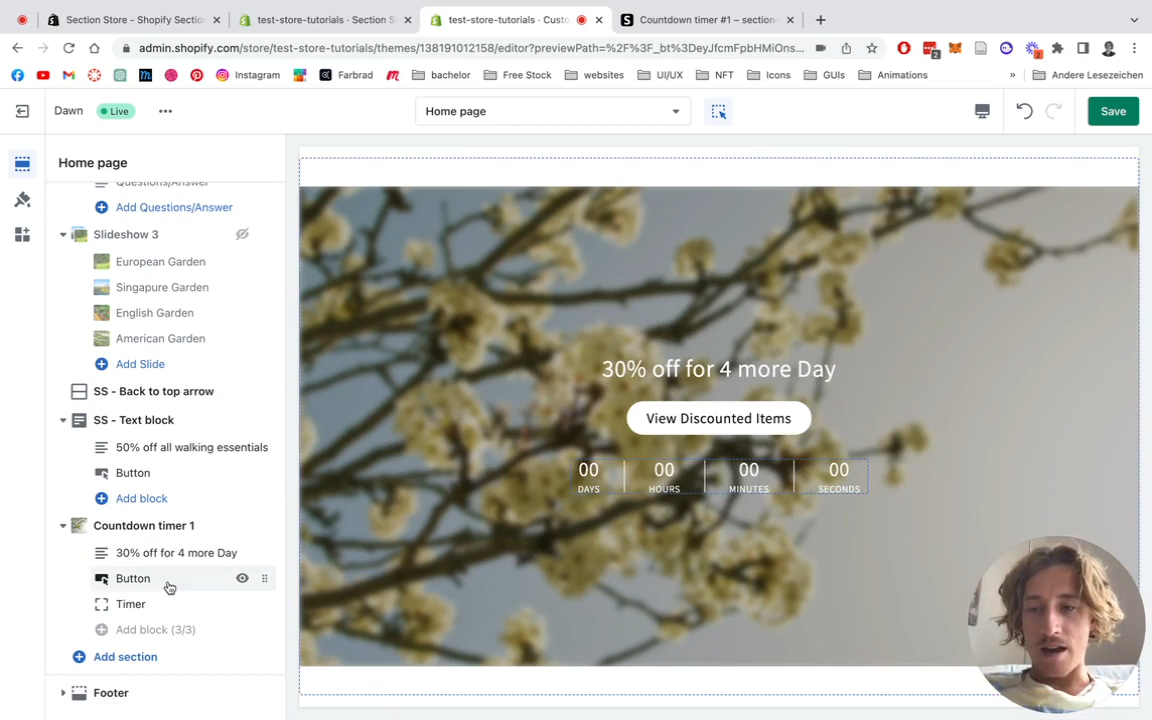 Section Store - Shopify Section
test-store-tutorials · Section S
test-store-tutorials · Custo
Countdown timer #1 – section-
admin.shopify.com/store/test-store-tutorials/themes/138191012158/editor?previewPath=%2F%3F_bt%3DeyJfcmFpbHMiOns...
2
2
Instagram
Farbrad
bachelor
Free Stock
websites
UI/UX
NFT
Icons
GUIs
Animations
»
Andere Lesezeichen
Dawn
Live
Home page
Save
Home page
Questions/Answer
Add Questions/Answer
Slideshow 3
European Garden
Singapure Garden
English Garden
American Garden
Add Slide
SS - Back to top arrow
SS - Text block
50% off all walking essentials
Button
Add block
Countdown timer 1
30% off for 4 more Day
Button
Timer
Add block (3/3)
Add section
Footer
30% off for 4 more Day
View Discounted Items
00 00 00 00
DAYS HOURS MINUTES SECONDS